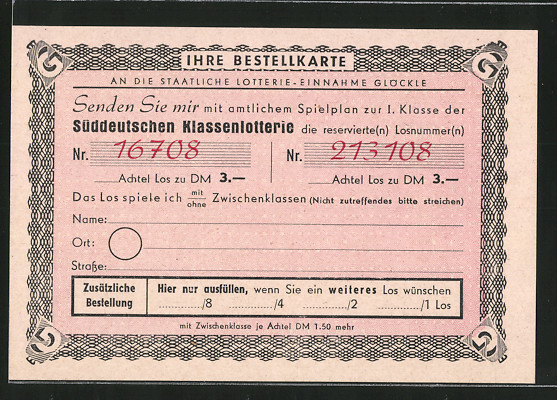 IHRE BESTELLKARTE
AN DIE STAATLICHE LOTTERIE-EINNAHME GLÖCKLE
Senden Sie mir mit amtlichem Spielplan zur I. Klasse der
Süddeutschen Klassenlotterie die reservierte(n) Losnummer(n)
Nr. 16708 Nr. 213108
Achtel Los zu DM 3.— Achtel Los zu DM 3.—
Das Los spiele ich mit/ohne Zwischenklassen (Nicht zutreffendes bitte streichen)
Name:
Ort:
Straße:
Zusätzliche Bestellung
Hier nur ausfüllen, wenn Sie ein weiteres Los wünschen
/8 /4 /2 /1 Los
mit Zwischenklasse je Achtel DM 1.50 mehr